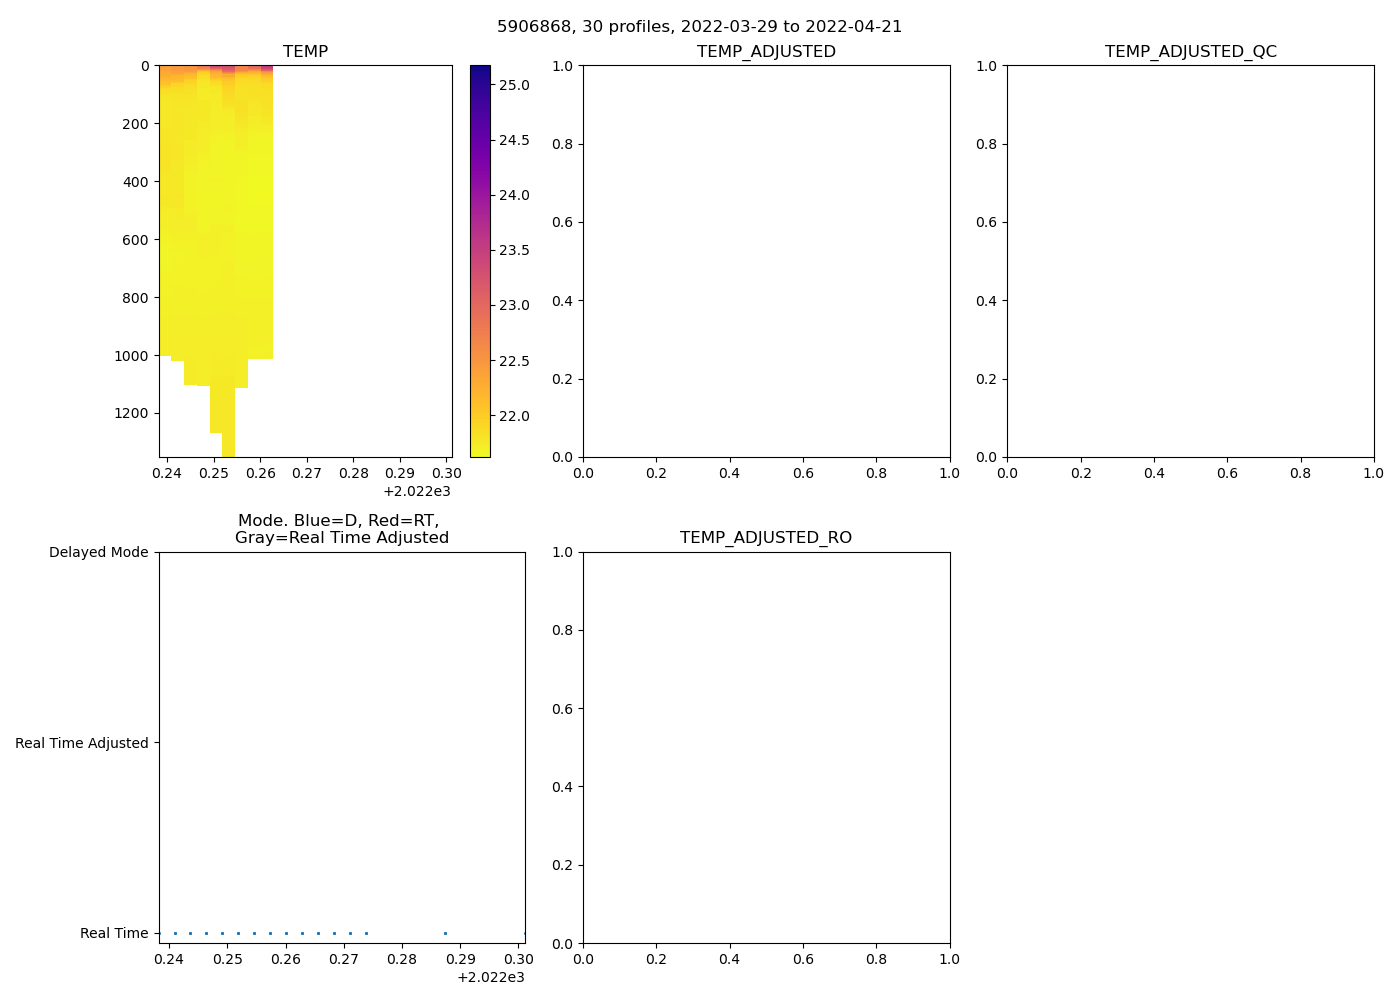 5906868, 30 profiles, 2022-03-29 to 2022-04-21
TEMP
0
200
400
600
800
1000
1200
0.24 0.25 0.26 0.27 0.28 0.29 0.30
+2.022e3
25.0
24.5
24.0
23.5
23.0
22.5
22.0
TEMP_ADJUSTED
1.0
0.8
0.6
0.4
0.2
0.0
0.0 0.2 0.4 0.6 0.8 1.0
TEMP_ADJUSTED_QC
1.0
0.8
0.6
0.4
0.2
0.0
0.0 0.2 0.4 0.6 0.8 1.0
Mode. Blue=D, Red=RT,
Gray=Real Time Adjusted
Delayed Mode
Real Time Adjusted
Real Time
0.24 0.25 0.26 0.27 0.28 0.29 0.30
+2.022e3
TEMP_ADJUSTED_RO
1.0
0.8
0.6
0.4
0.2
0.0
0.0 0.2 0.4 0.6 0.8 1.0